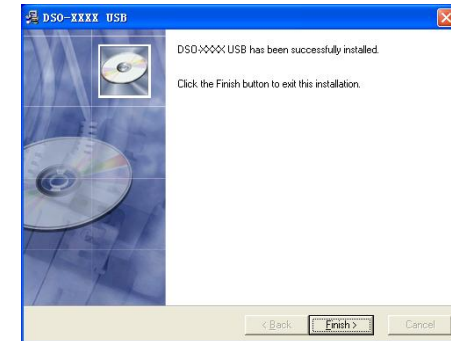 DSO-XXXX USB
DSO-XXXX USB has been successfully installed.
Click the Finish button to exit this installation.
< Back
Finish >
Cancel